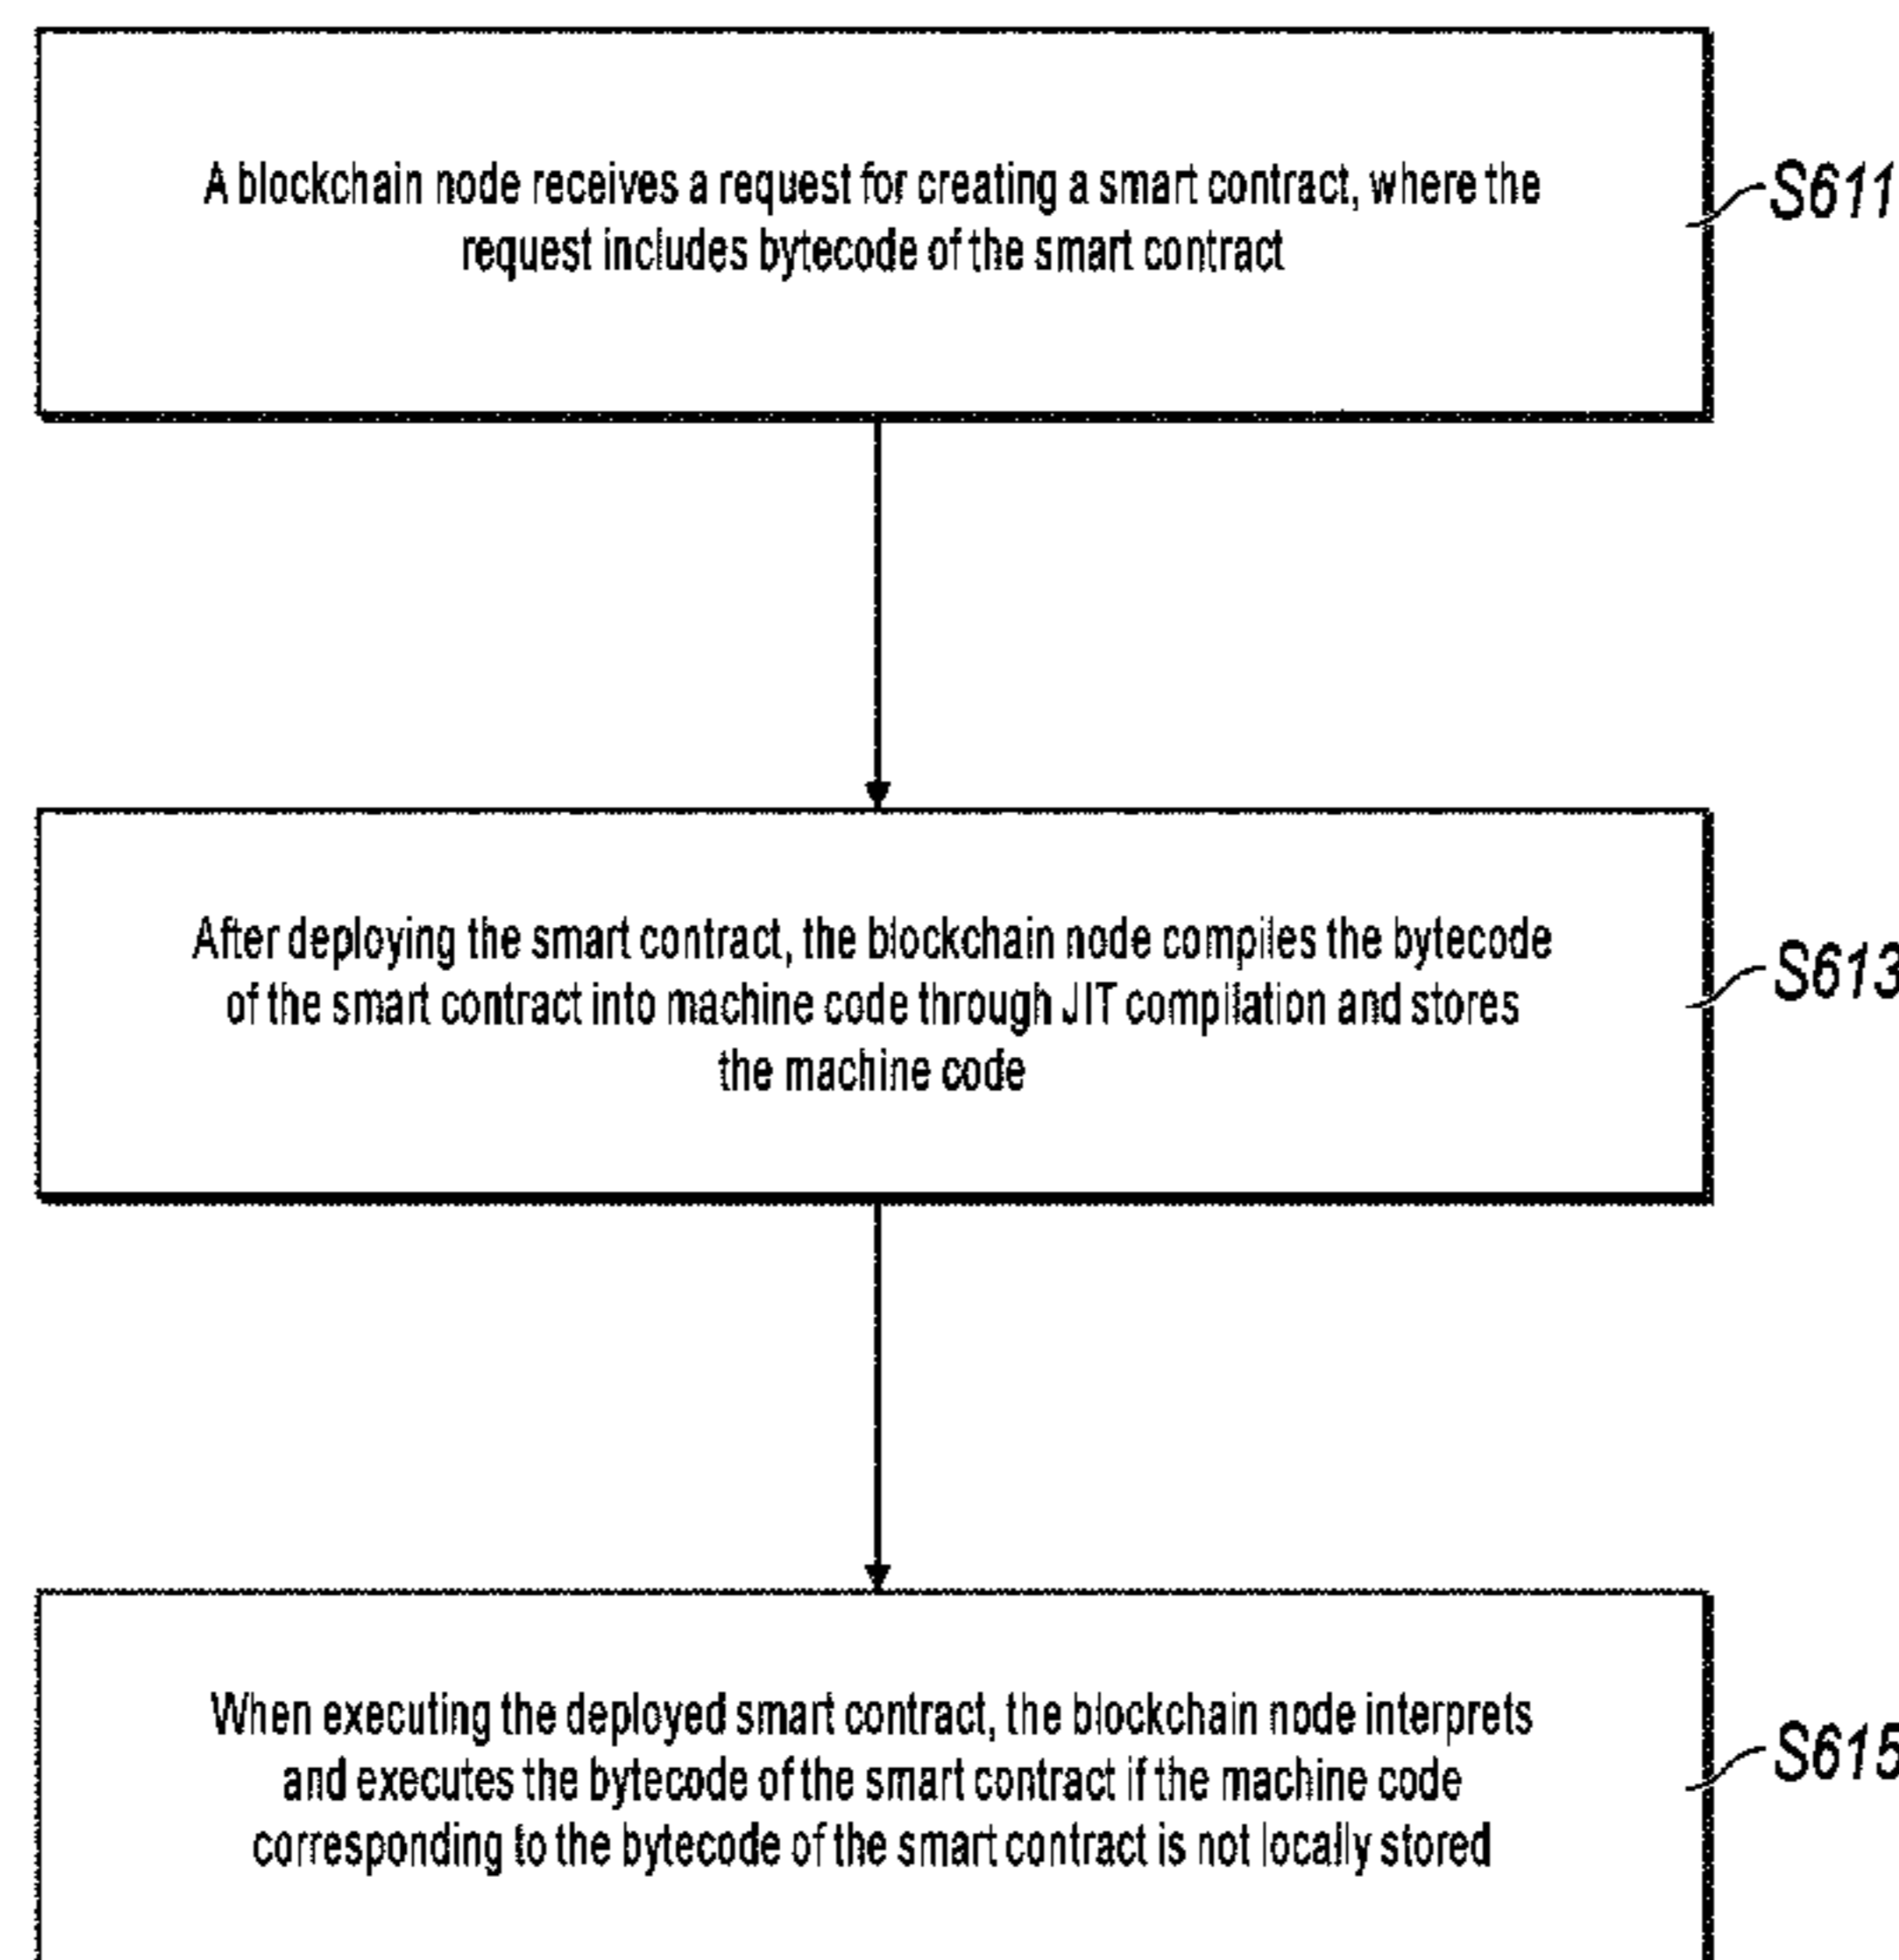 A blockchain node receives a request for creating a smart contract, where the
request includes bytecode of the smart contract
S611
After deploying the smart contract, the blockchain node compiles the bytecode
of the smart contract into machine code through JIT compilation and stores
the machine code
S613
When executing the deployed smart contract, the blockchain node interprets
and executes the bytecode of the smart contract if the machine code
corresponding to the bytecode of the smart contract is not locally stored
S615